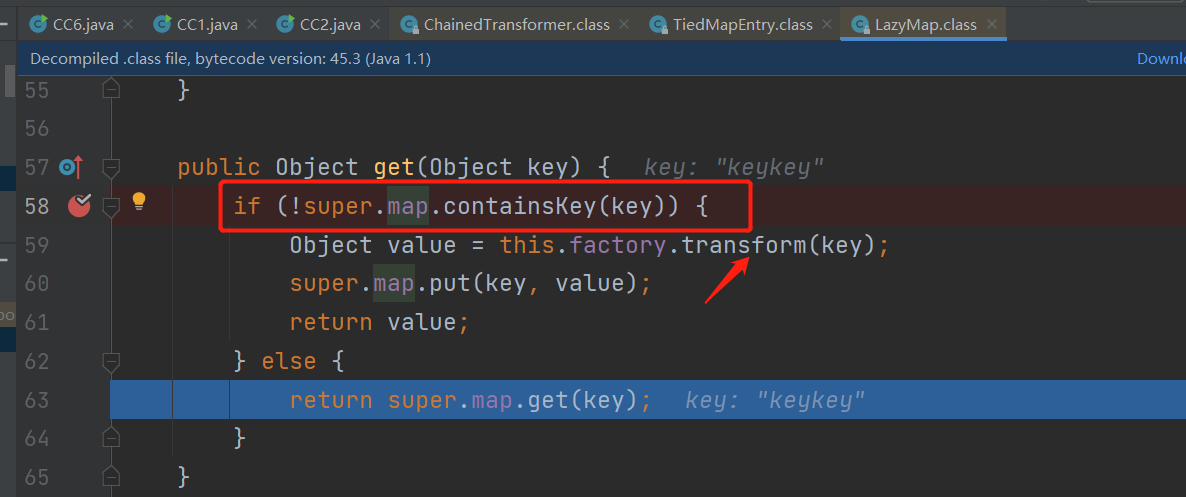 CC6.java CC1.java CC2.java ChainedTransformer.class TiedMapEntry.class LazyMap.class
Decompiled .class file, bytecode version: 45.3 (Java 1.1) Downl
55 }
56
57 public Object get(Object key) { key: "keykey"
58 if (!super.map.containsKey(key)) {
59 Object value = this.factory.transform(key);
60 super.map.put(key, value);
61 return value;
62 } else {
63 return super.map.get(key); key: "keykey"
64 }
65 }